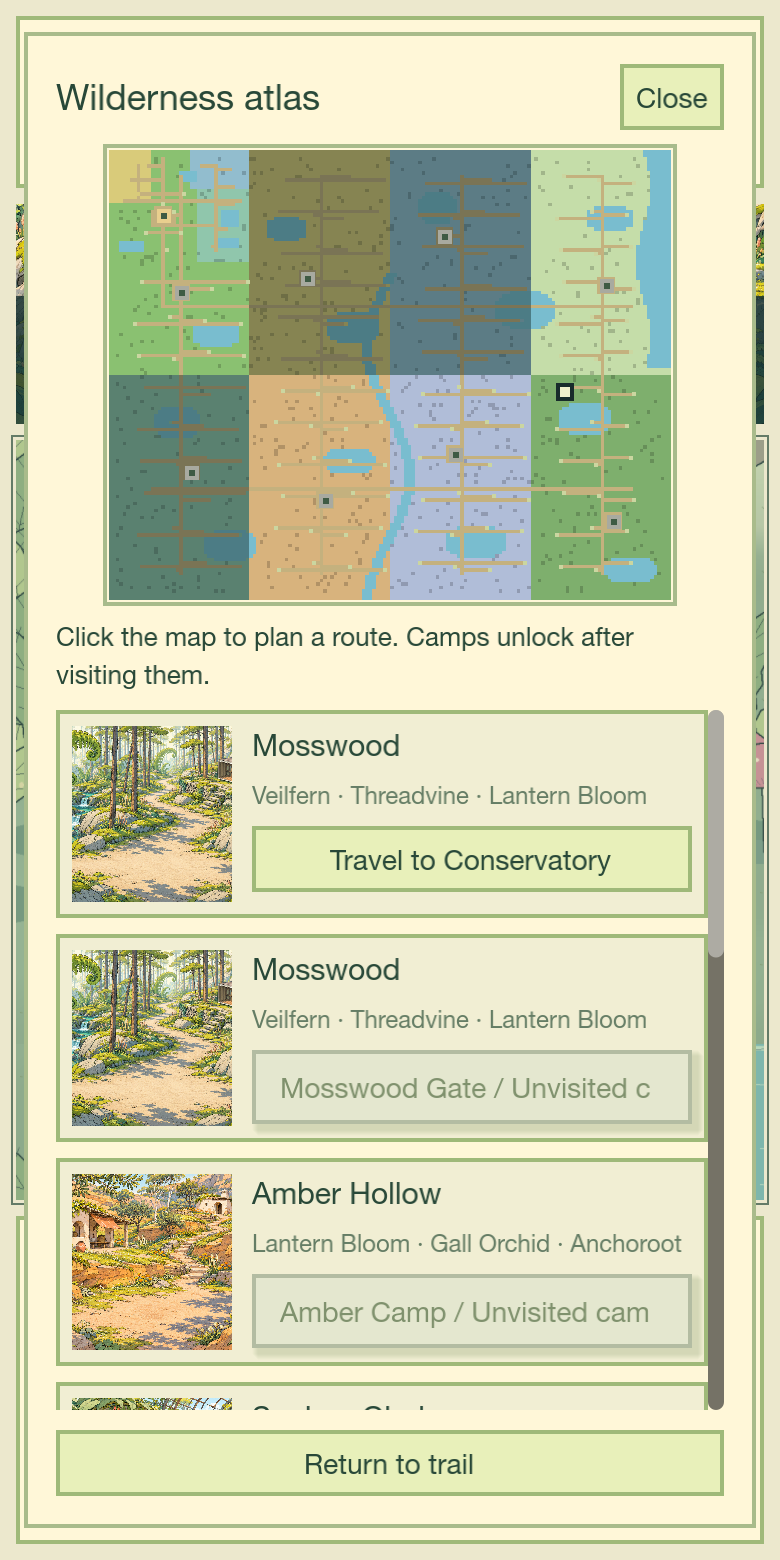 Wilderness atlas
Close
Click the map to plan a route. Camps unlock after
visiting them.
Mosswood
Veilfern · Threadvine · Lantern Bloom
Travel to Conservatory
Mosswood
Veilfern · Threadvine · Lantern Bloom
Mosswood Gate / Unvisited c
Amber Hollow
Lantern Bloom · Gall Orchid · Anchoroot
Amber Camp / Unvisited cam
Return to trail